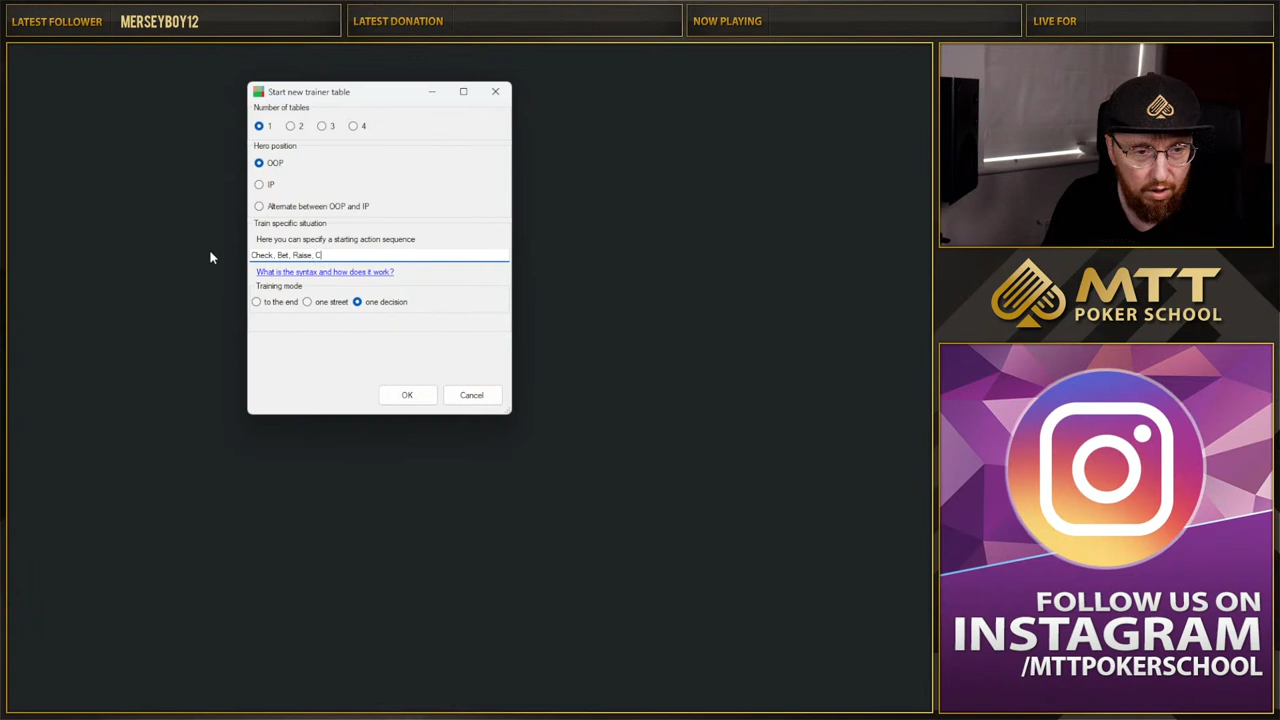 LATEST FOLLOWER MERSEYBOY12 LATEST DONATION NOW PLAYING LIVE FOR
Start new trainer table
Number of tables
1 2 3 4
Hero position
OOP
IP
Alternate between OOP and IP
Train specific situation
Here you can specify a starting action sequence
Check, Bet, Raise, C
What is the syntax and how does it work?
Training mode
to the end one street one decision
OK Cancel
MTT
POKER SCHOOL
FOLLOW US ON
INSTAGRAM
/MTTPOKERSCHOOL